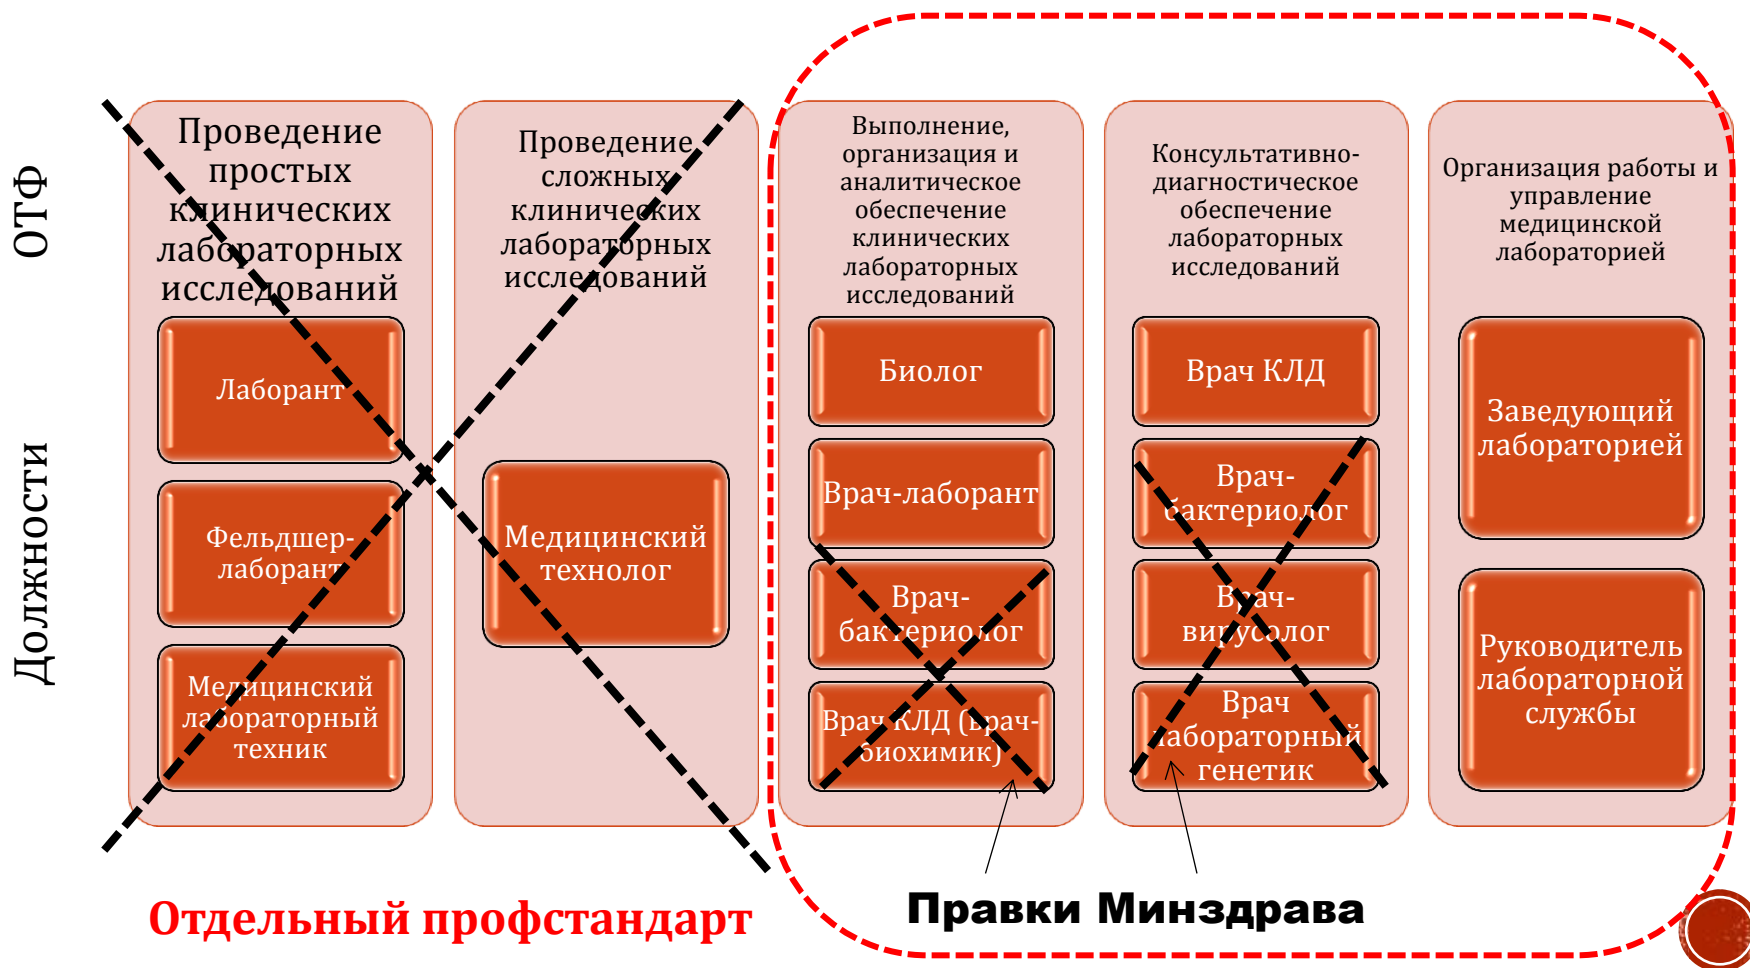 ОТФ
Должности
Проведение
простых
клинических
лабораторных
исследований
Лаборант
Фельдшер-
лаборант
Медицинский
лабораторный
техник
Проведение
сложных
клинических
лабораторных
исследований
Медицинский
технолог
Выполнение,
организация и
аналитическое
обеспечение
клинических
лабораторных
исследований
Биолог
Врач-лаборант
Врач-
бактериолог
Врач КЛД (врач-
биохимик)
Консультативно-
диагностическое
обеспечение
лабораторных
исследований
Врач КЛД
Врач-
бактериолог
Врач-
вирусолог
Врач
лабораторный
генетик
Организация работы и
управление
медицинской
лабораторией
Заведующий
лабораторией
Руководитель
лабораторной
службы
Отдельный профстандарт
Правки Минздрава